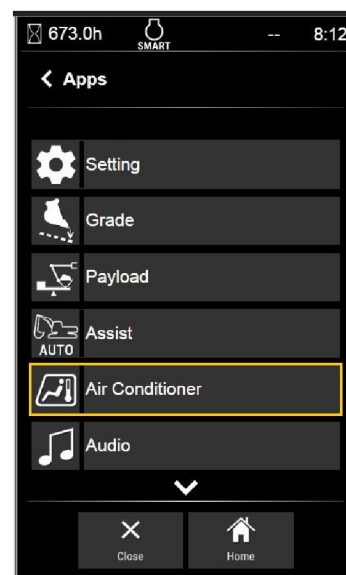 673.0h SMART -- 8:12
Apps
Setting
Grade
Payload
AUTO Assist
Air Conditioner
Audio
Close Home